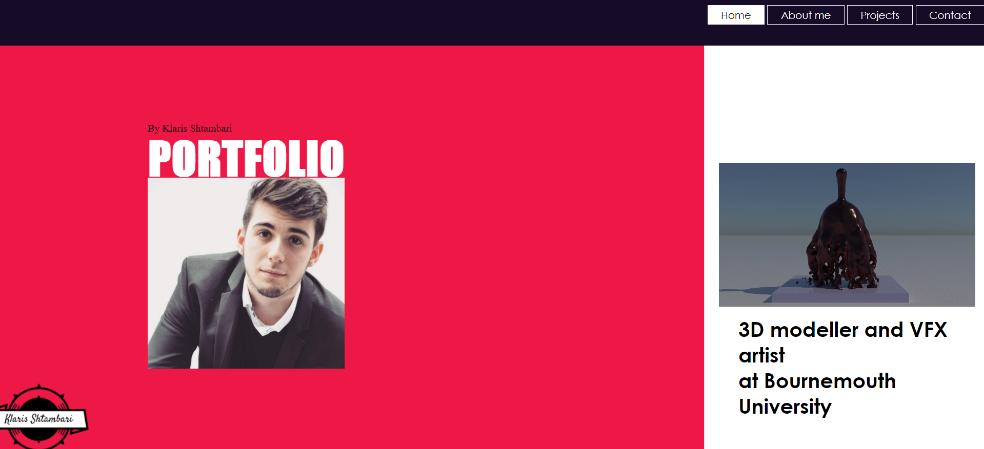 Home
About me
Projects
Contact
By Klaris Shtambari
PORTFOLIO
3D modeller and VFX
artist
at Bournemouth
University
Klaris Shtambari